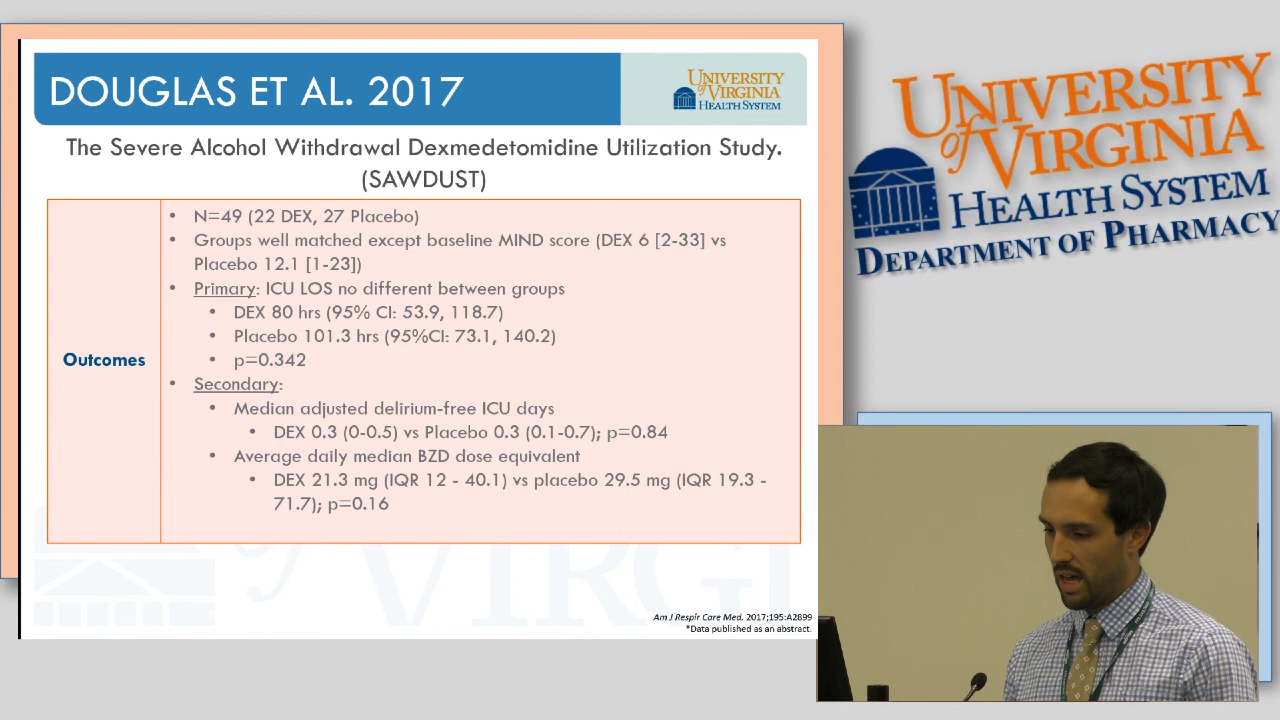 DOUGLAS ET AL. 2017
UNIVERSITY
of VIRGINIA
HEALTH SYSTEM
The Severe Alcohol Withdrawal Dexmedetomidine Utilization Study.
(SAWDUST)
Outcomes
• N=49 (22 DEX, 27 Placebo)
• Groups well matched except baseline MIND score (DEX 6 [2-33] vs
Placebo 12.1 [1-23])
• Primary: ICU LOS no different between groups
• DEX 80 hrs (95% CI: 53.9, 118.7)
• Placebo 101.3 hrs (95%CI: 73.1, 140.2)
• p=0.342
• Secondary:
• Median adjusted delirium-free ICU days
• DEX 0.3 (0-0.5) vs Placebo 0.3 (0.1-0.7); p=0.84
• Average daily median BZD dose equivalent
• DEX 21.3 mg (IQR 12 - 40.1) vs placebo 29.5 mg (IQR 19.3 -
71.7); p=0.16
of VIRG
Am J Respir Care Med. 2017;195:A2899
*Data published as an abstract.
UNIVERSITY
of VIRGINIA
HEALTH SYSTEM
DEPARTMENT OF PHARMACY